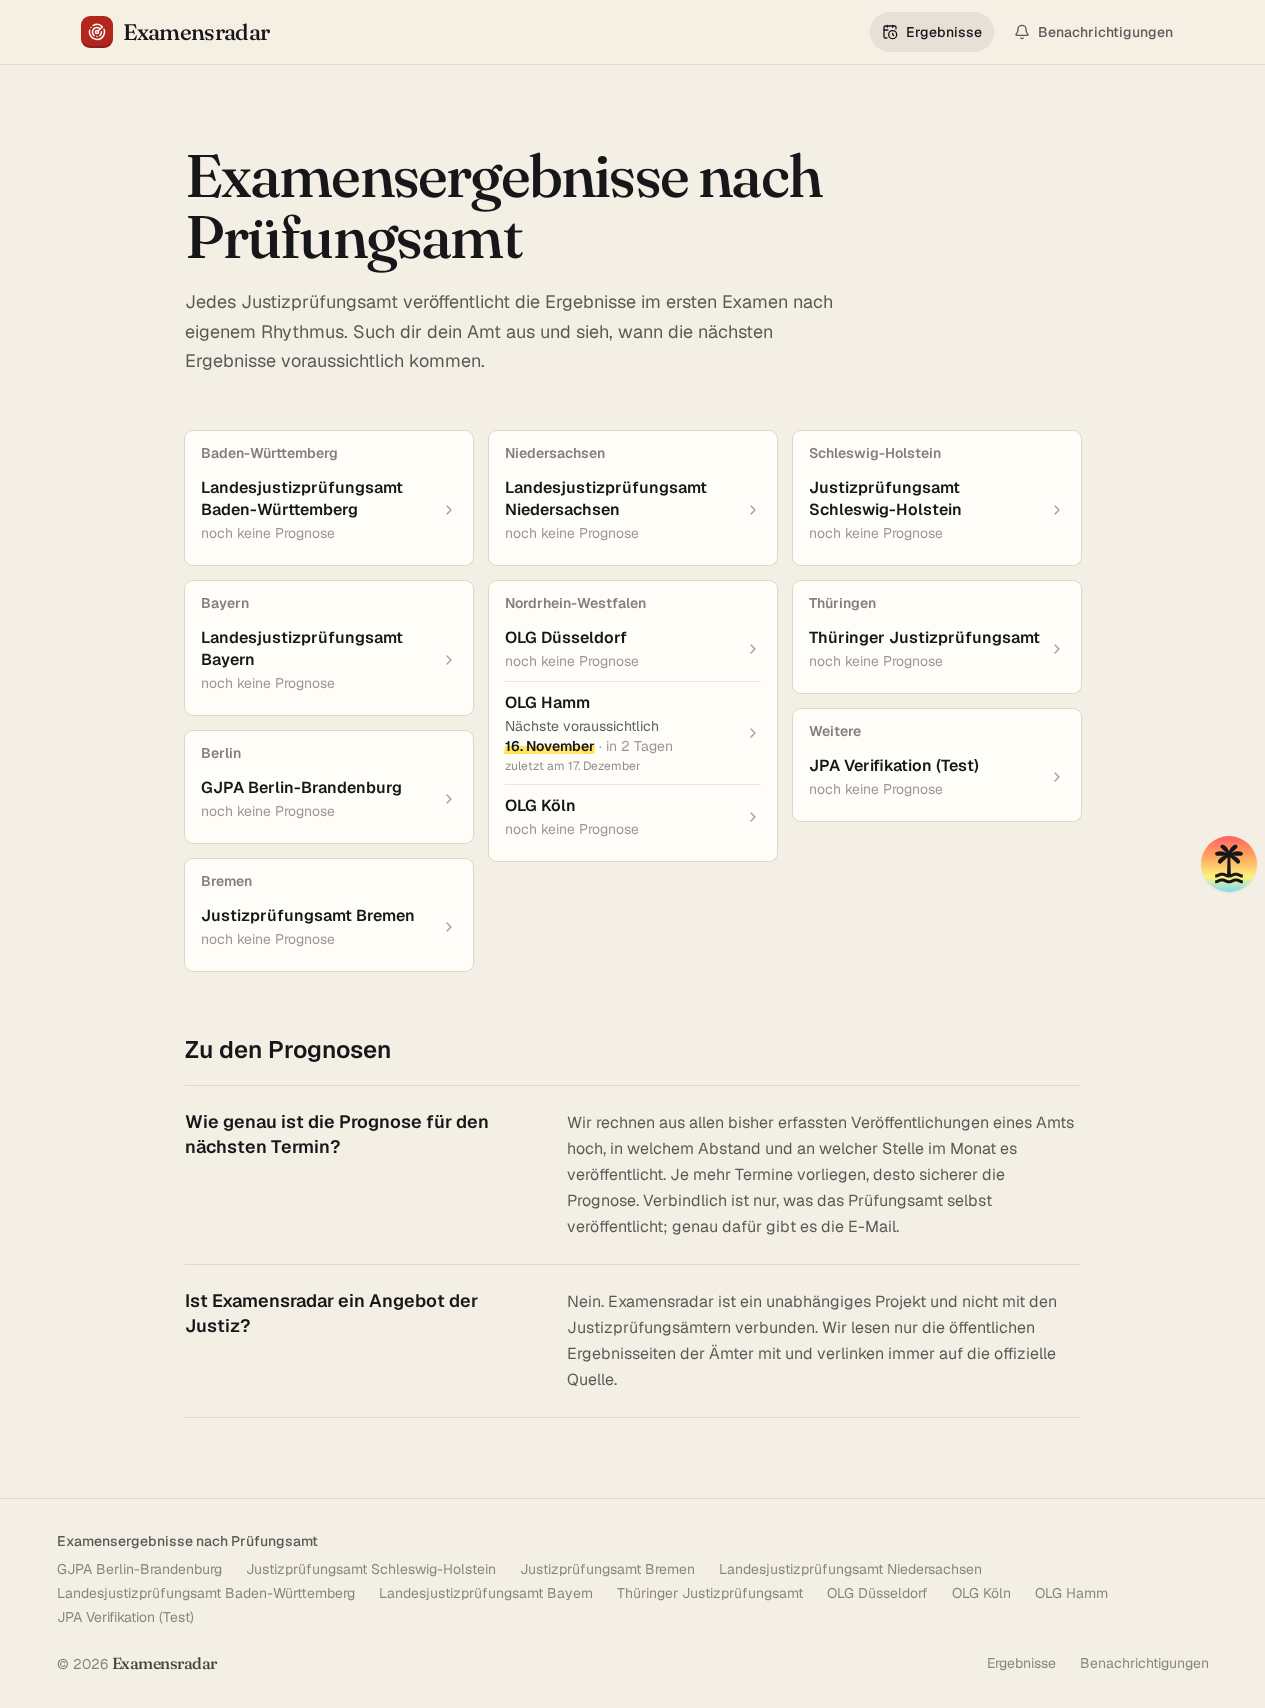 Examensradar
Ergebnisse
Benachrichtigungen
Examensergebnisse nach
Prüfungsamt
Jedes Justizprüfungsamt veröffentlicht die Ergebnisse im ersten Examen nach
eigenem Rhythmus. Such dir dein Amt aus und sieh, wann die nächsten
Ergebnisse voraussichtlich kommen.
Baden-Württemberg
Landesjustizprüfungsamt
Baden-Württemberg
noch keine Prognose
Bayern
Landesjustizprüfungsamt
Bayern
noch keine Prognose
Berlin
GJPA Berlin-Brandenburg
noch keine Prognose
Bremen
Justizprüfungsamt Bremen
noch keine Prognose
Niedersachsen
Landesjustizprüfungsamt
Niedersachsen
noch keine Prognose
Nordrhein-Westfalen
OLG Düsseldorf
noch keine Prognose
OLG Hamm
Nächste voraussichtlich
16. November · in 2 Tagen
zuletzt am 17. Dezember
OLG Köln
noch keine Prognose
Schleswig-Holstein
Justizprüfungsamt
Schleswig-Holstein
noch keine Prognose
Thüringen
Thüringer Justizprüfungsamt
noch keine Prognose
Weitere
JPA Verifikation (Test)
noch keine Prognose
Zu den Prognosen
Wie genau ist die Prognose für den
nächsten Termin?
Wir rechnen aus allen bisher erfassten Veröffentlichungen eines Amts
hoch, in welchem Abstand und an welcher Stelle im Monat es
veröffentlicht. Je mehr Termine vorliegen, desto sicherer die
Prognose. Verbindlich ist nur, was das Prüfungsamt selbst
veröffentlicht; genau dafür gibt es die E-Mail.
Ist Examensradar ein Angebot der
Justiz?
Nein. Examensradar ist ein unabhängiges Projekt und nicht mit den
Justizprüfungsämtern verbunden. Wir lesen nur die öffentlichen
Ergebnisseiten der Ämter mit und verlinken immer auf die offizielle
Quelle.
Examensergebnisse nach Prüfungsamt
GJPA Berlin-Brandenburg Justizprüfungsamt Schleswig-Holstein Justizprüfungsamt Bremen Landesjustizprüfungsamt Niedersachsen
Landesjustizprüfungsamt Baden-Württemberg Landesjustizprüfungsamt Bayern Thüringer Justizprüfungsamt OLG Düsseldorf OLG Köln OLG Hamm
JPA Verifikation (Test)
© 2026 Examensradar
Ergebnisse Benachrichtigungen